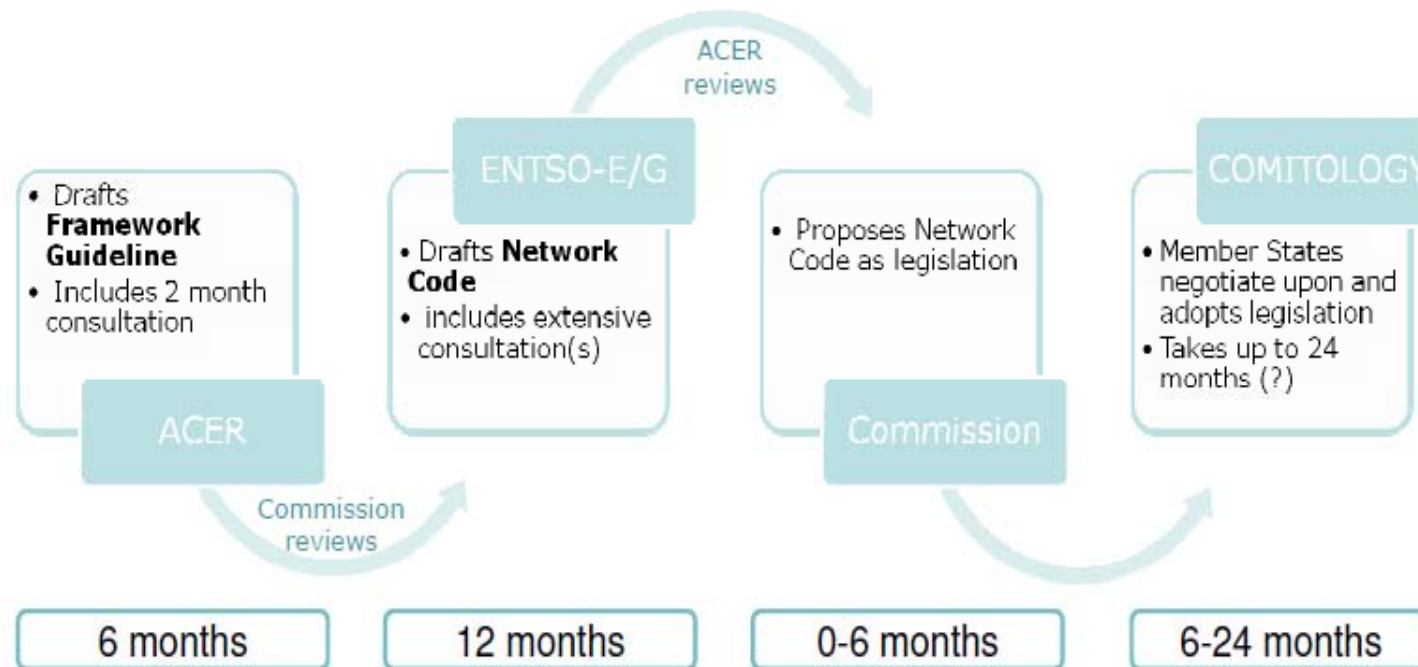 ACER
reviews
• Drafts
Framework
Guideline
• Includes 2 month
consultation
ACER
Commission
reviews
ENTSO-E/G
• Drafts Network
Code
• includes extensive
consultation(s)
• Proposes Network
Code as legislation
Commission
COMITOLOGY
• Member States
negotiate upon and
adopts legislation
• Takes up to 24
months (?)
6 months
12 months
0-6 months
6-24 months